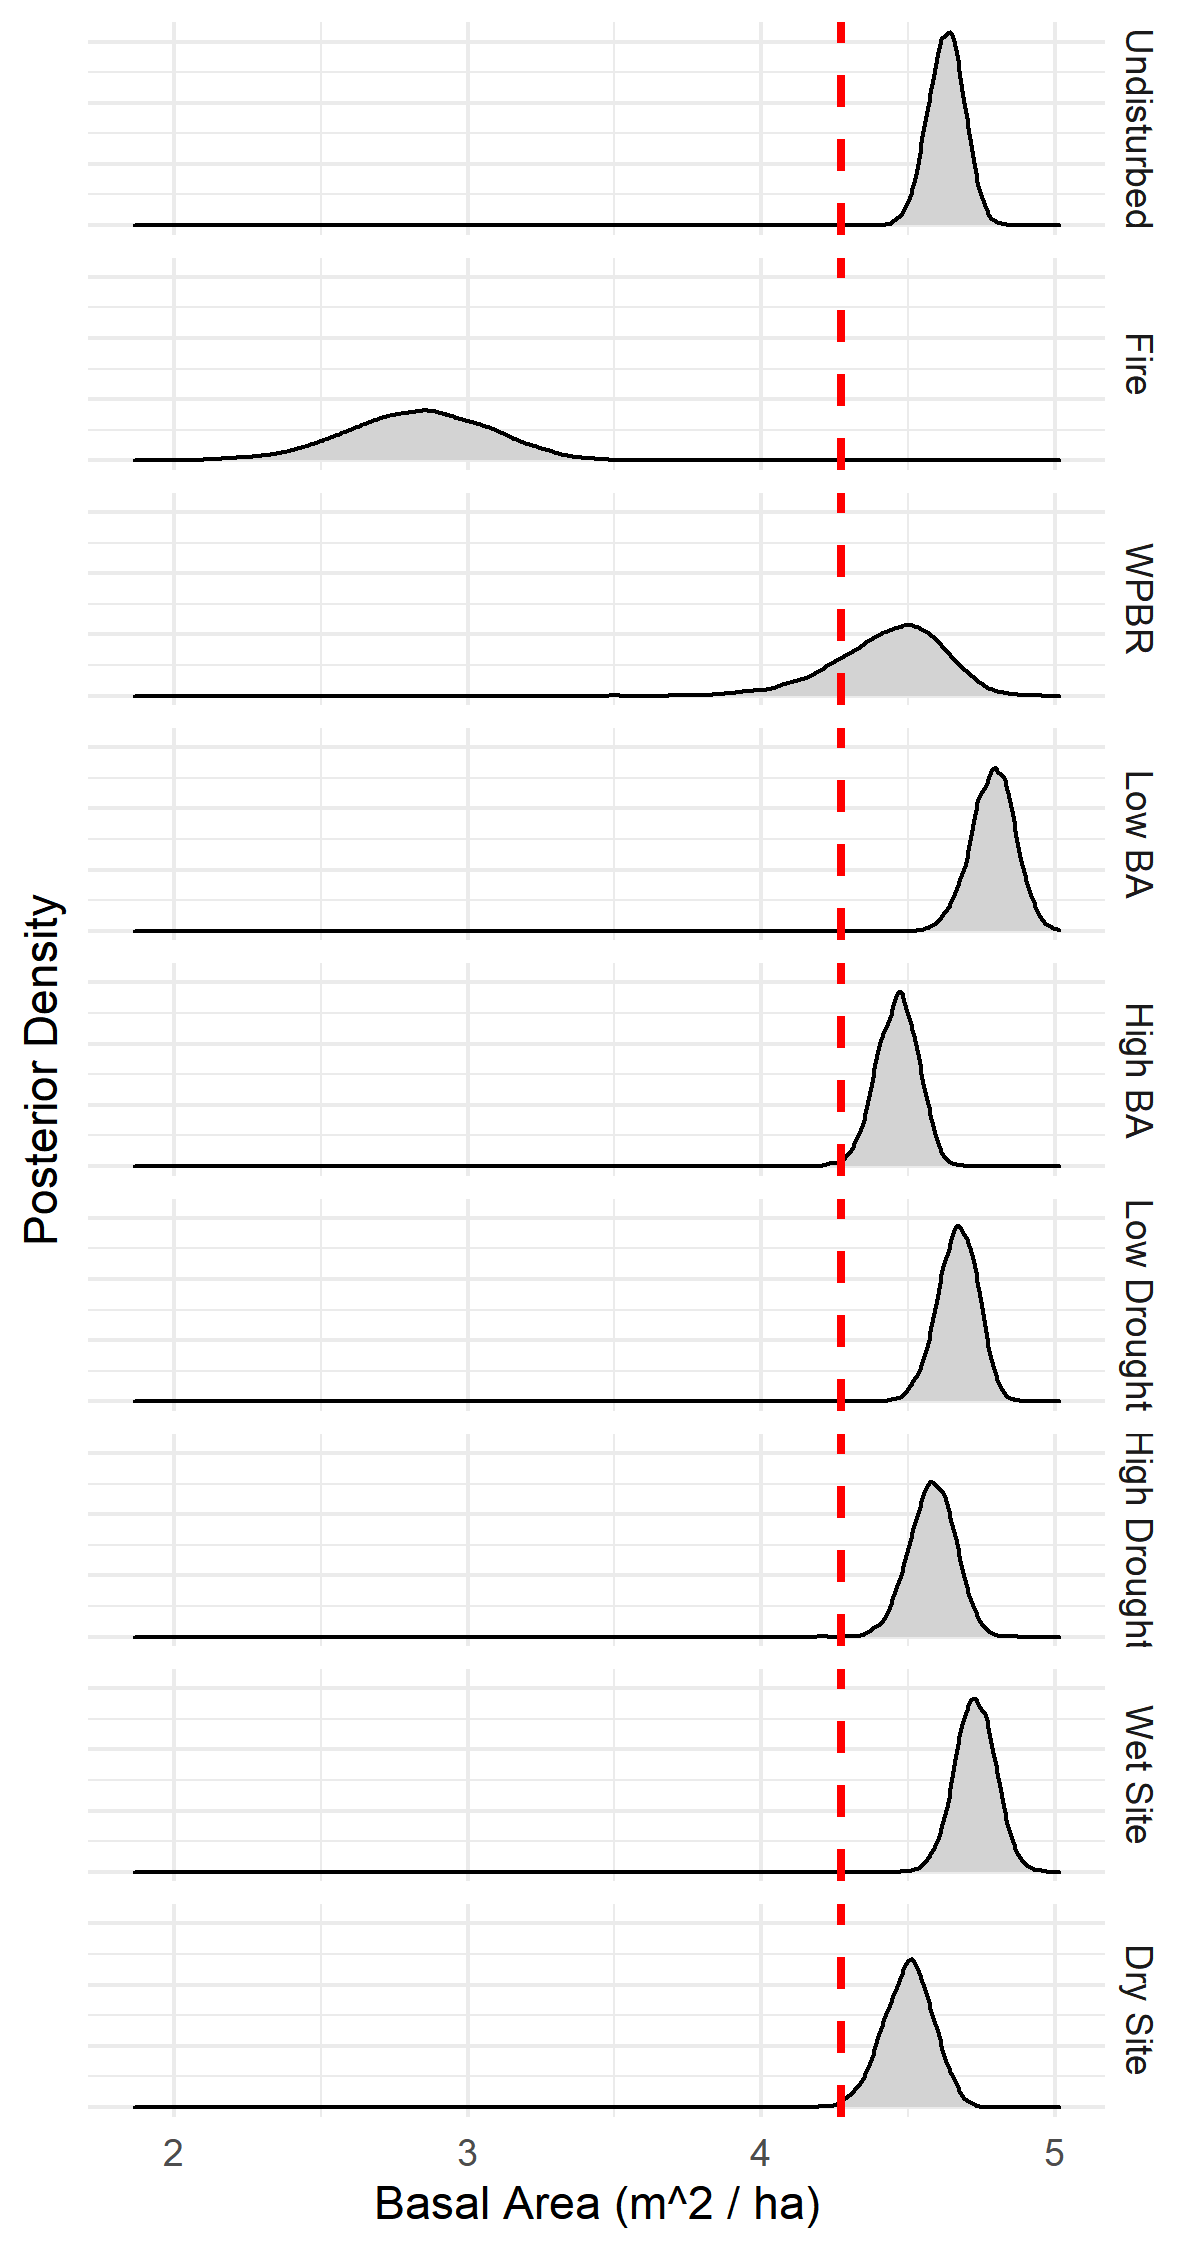 Undisturbed
Fire
WPBR
Low BA
High BA
Low Drought
High Drought
Wet Site
Dry Site
Posterior Density
2 3 4 5
Basal Area (m^2 / ha)